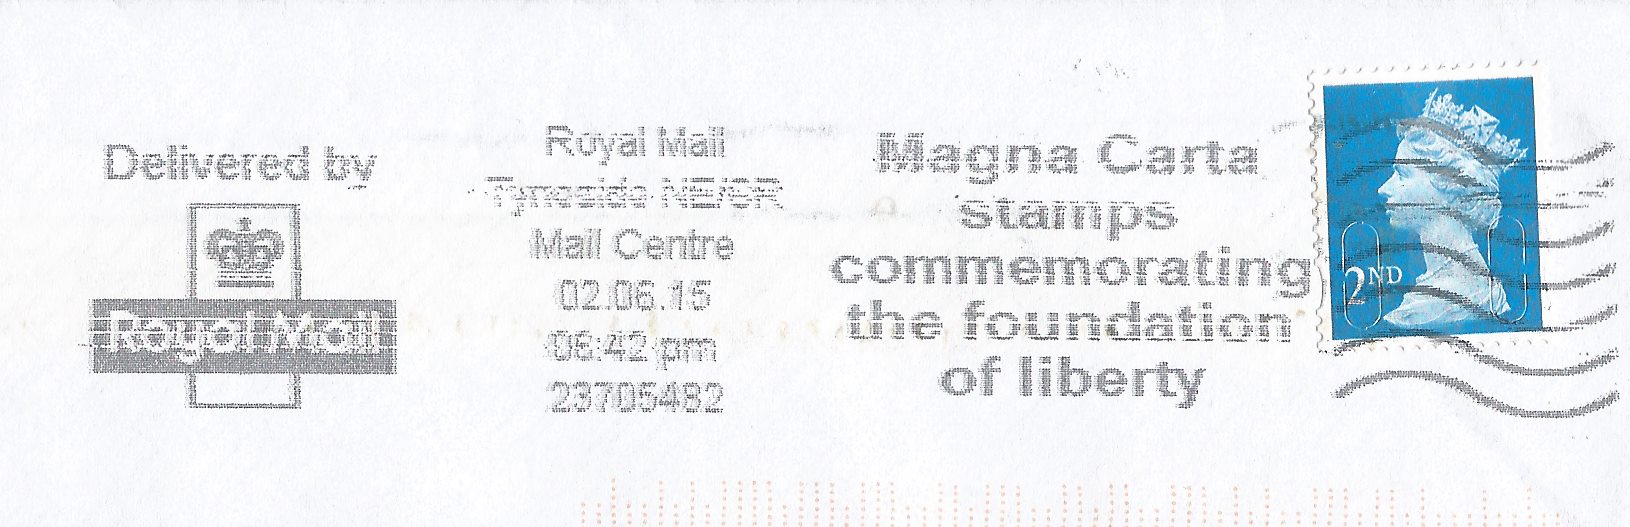 Delivered by
Royal Mail
Royal Mail
Tyneside NE/SR
Mail Centre
02.06.15
06:42 pm
23705482
Magna Carta
stamps
commemorating
the foundation
of liberty
2ND